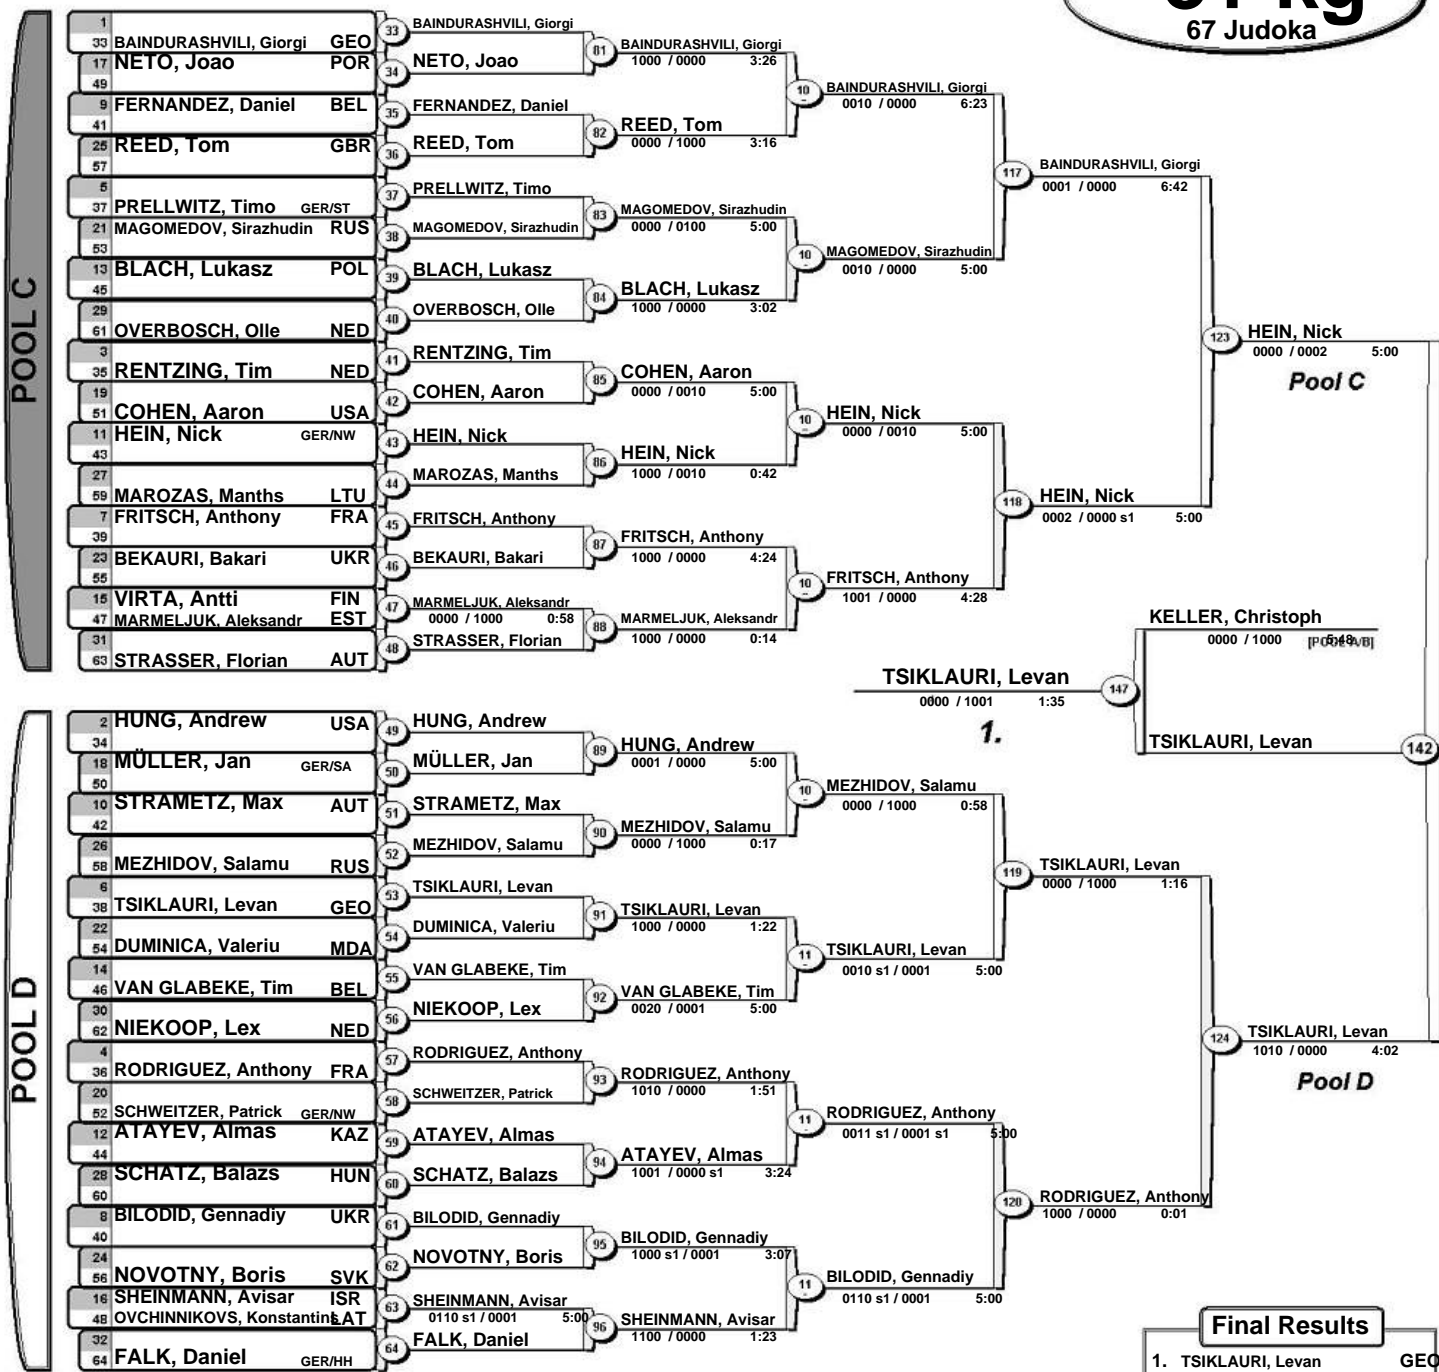 67 Judoka
POOL C
1
33 BAINDURASHVILI, Giorgi GEO
17 NETO, Joao POR
49
9 FERNANDEZ, Daniel BEL
41
25 REED, Tom GBR
57
5
37 PRELLWITZ, Timo GER/ST
21 MAGOMEDOV, Sirazhudin RUS
53
13 BLACH, Lukasz POL
45
29
61 OVERBOSCH, Olle NED
3
35 RENTZING, Tim NED
19
51 COHEN, Aaron USA
11 HEIN, Nick GER/NW
43
27
59 MAROZAS, Manths LTU
7 FRITSCH, Anthony FRA
39
23 BEKAURI, Bakari UKR
55
15 VIRTA, Antti FIN
47 MARMELJUK, Aleksandr EST
31
63 STRASSER, Florian AUT
33 BAINDURASHVILI, Giorgi
34 NETO, Joao
35 FERNANDEZ, Daniel
36 REED, Tom
37 PRELLWITZ, Timo
38 MAGOMEDOV, Sirazhudin
39 BLACH, Lukasz
40 OVERBOSCH, Olle
41 RENTZING, Tim
42 COHEN, Aaron
43 HEIN, Nick
44 MAROZAS, Manths
45 FRITSCH, Anthony
46 BEKAURI, Bakari
47 MARMELJUK, Aleksandr
0000 / 1000 0:58
48 STRASSER, Florian
81 BAINDURASHVILI, Giorgi
1000 / 0000 3:26
82 REED, Tom
0000 / 1000 3:16
83 MAGOMEDOV, Sirazhudin
0000 / 0100 5:00
84 BLACH, Lukasz
1000 / 0000 3:02
85 COHEN, Aaron
0000 / 0010 5:00
86 HEIN, Nick
1000 / 0010 0:42
87 FRITSCH, Anthony
1000 / 0000 4:24
88 MARMELJUK, Aleksandr
1000 / 0000 0:14
10 BAINDURASHVILI, Giorgi
0010 / 0000 6:23
10 MAGOMEDOV, Sirazhudin
0010 / 0000 5:00
10 HEIN, Nick
0000 / 0010 5:00
10 FRITSCH, Anthony
1001 / 0000 4:28
117 BAINDURASHVILI, Giorgi
0001 / 0000 6:42
118 HEIN, Nick
0002 / 0000 s1 5:00
123 HEIN, Nick
0000 / 0002 5:00
Pool C
KELLER, Christoph
0000 / 1000 5:48
[POOL A/B]
TSIKLAURI, Levan 147
0000 / 1001 1:35
1.
TSIKLAURI, Levan 142
POOL D
2 HUNG, Andrew USA
34
18 MÜLLER, Jan GER/SA
50
10 STRAMETZ, Max AUT
42
26
58 MEZHIDOV, Salamu RUS
6
38 TSIKLAURI, Levan GEO
22
54 DUMINICA, Valeriu MDA
14
46 VAN GLABEKE, Tim BEL
30
62 NIEKOOP, Lex NED
4
36 RODRIGUEZ, Anthony FRA
20
52 SCHWEITZER, Patrick GER/NW
12 ATAYEV, Almas KAZ
44
28 SCHATZ, Balazs HUN
60
8 BILODID, Gennadiy UKR
40
24
56 NOVOTNY, Boris SVK
16 SHEINMANN, Avisar ISR
48 OVCHINNIKOVS, Konstantins LAT
32
64 FALK, Daniel GER/HH
49 HUNG, Andrew
50 MÜLLER, Jan
51 STRAMETZ, Max
52 MEZHIDOV, Salamu
53 TSIKLAURI, Levan
54 DUMINICA, Valeriu
55 VAN GLABEKE, Tim
56 NIEKOOP, Lex
57 RODRIGUEZ, Anthony
58 SCHWEITZER, Patrick
59 ATAYEV, Almas
60 SCHATZ, Balazs
61 BILODID, Gennadiy
62 NOVOTNY, Boris
63 SHEINMANN, Avisar
0110 s1 / 0001 5:00
64 FALK, Daniel
89 HUNG, Andrew
0001 / 0000 5:00
90 MEZHIDOV, Salamu
0000 / 1000 0:17
91 TSIKLAURI, Levan
1000 / 0000 1:22
92 VAN GLABEKE, Tim
0020 / 0001 5:00
93 RODRIGUEZ, Anthony
1010 / 0000 1:51
94 ATAYEV, Almas
1001 / 0000 s1 3:24
95 BILODID, Gennadiy
1000 s1 / 0001 3:07
96 SHEINMANN, Avisar
1100 / 0000 1:23
10 MEZHIDOV, Salamu
0000 / 1000 0:58
11 TSIKLAURI, Levan
0010 s1 / 0001 5:00
11 RODRIGUEZ, Anthony
0011 s1 / 0001 s1 5:00
11 BILODID, Gennadiy
0110 s1 / 0001 5:00
119 TSIKLAURI, Levan
0000 / 1000 1:16
120 RODRIGUEZ, Anthony
1000 / 0000 0:01
124 TSIKLAURI, Levan
1010 / 0000 4:02
Pool D
Final Results
1. TSIKLAURI, Levan GEO